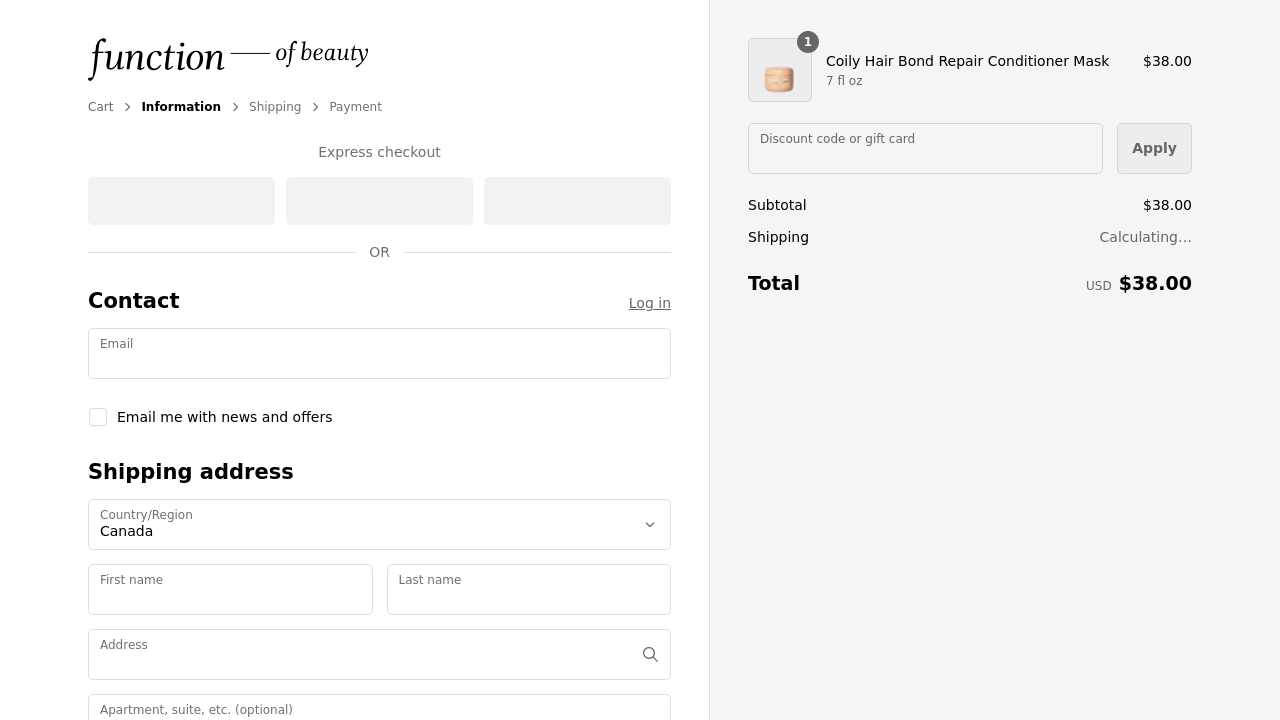 function — of beauty
Cart > Information > Shipping > Payment
Express checkout
OR
Contact
Log in
Email
Email me with news and offers
Shipping address
Country/Region
Canada
First name
Last name
Address
Apartment, suite, etc. (optional)
1
Coily Hair Bond Repair Conditioner Mask
$38.00
7 fl oz
Discount code or gift card
Apply
Subtotal
$38.00
Shipping
Calculating...
Total
USD $38.00